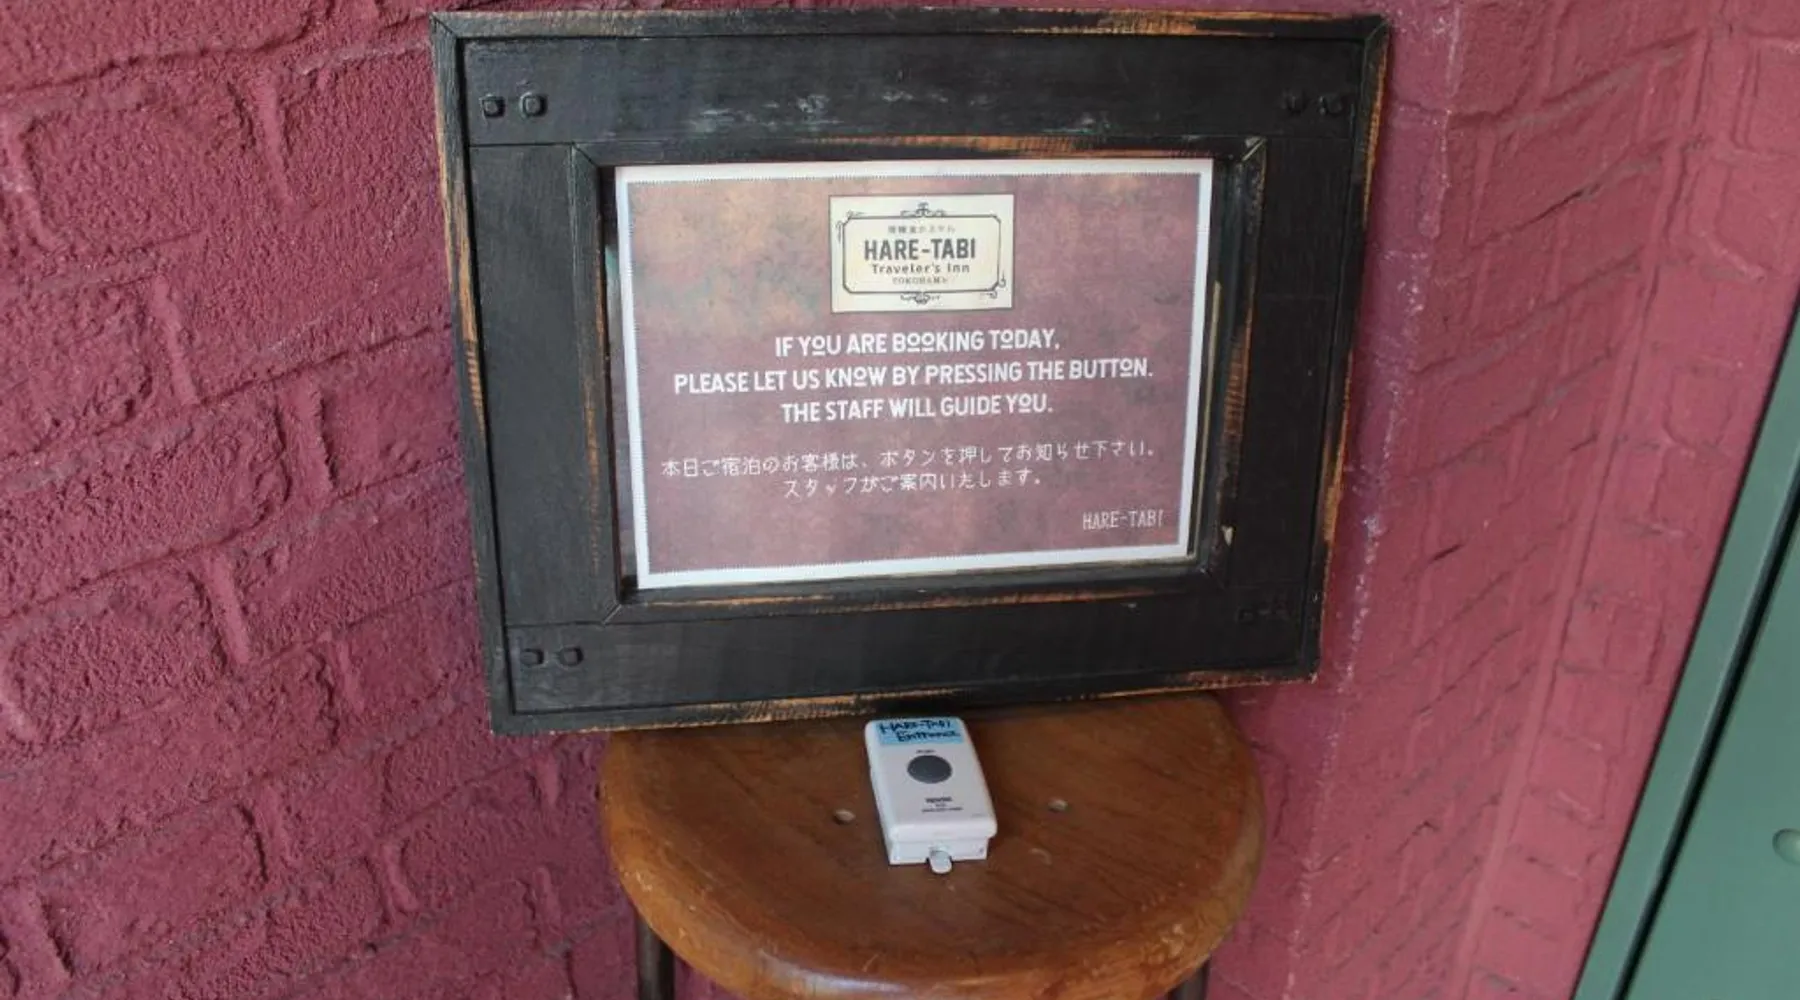 HARE-TABI
Traveler's Inn
YOKOHAMA
IF YOU ARE BOOKING TODAY,
PLEASE LET US KNOW BY PRESSING THE BUTTON.
THE STAFF WILL GUIDE YOU.
本日ご宿泊のお客様は、ボタンを押してお知らせ下さい。
スタッフがご案内いたします。
HARE-TABI
HARE-TABI
Entrance